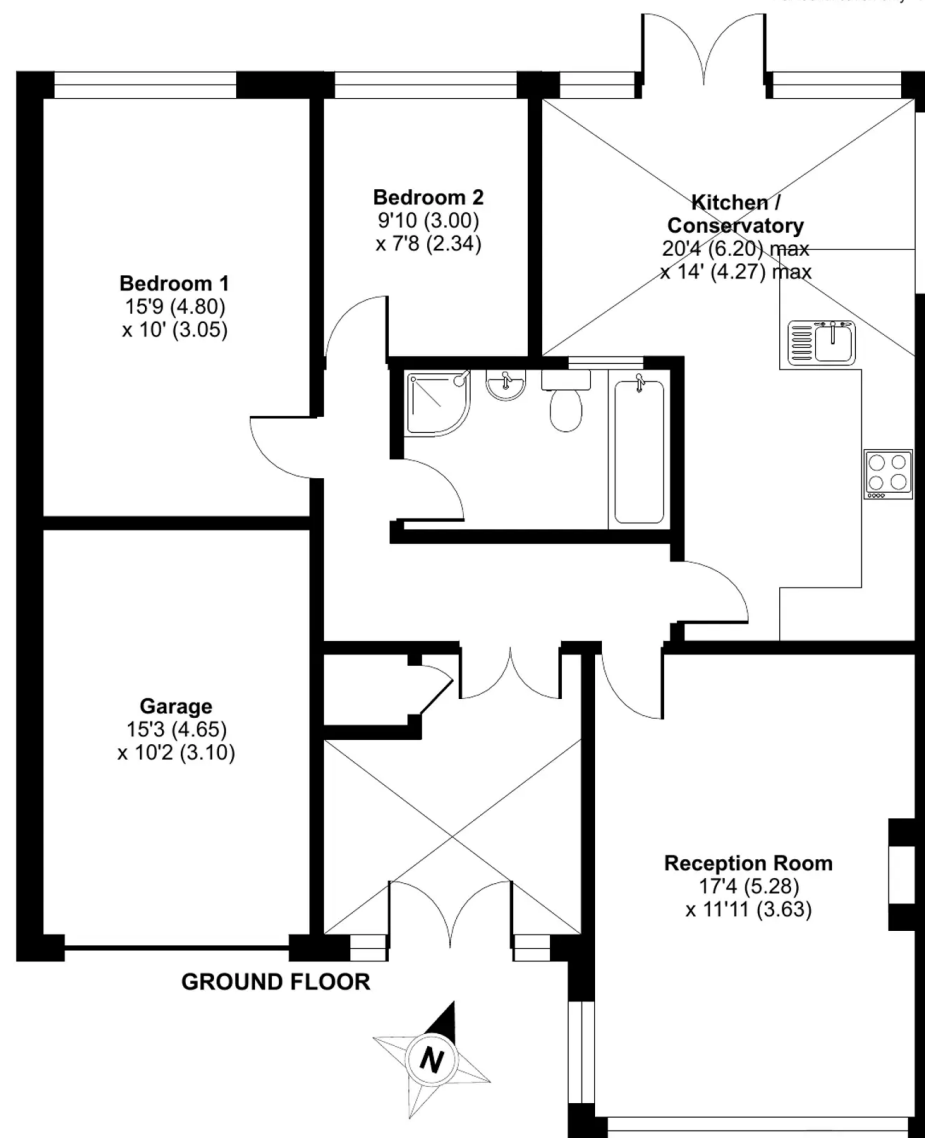 Bedroom 1
15'9 (4.80)
x 10' (3.05)
Bedroom 2
9'10 (3.00)
x 7'8 (2.34)
Kitchen /
Conservatory
20'4 (6.20) max
x 14' (4.27) max
Garage
15'3 (4.65)
x 10'2 (3.10)
Reception Room
17'4 (5.28)
x 11'11 (3.63)
GROUND FLOOR
N